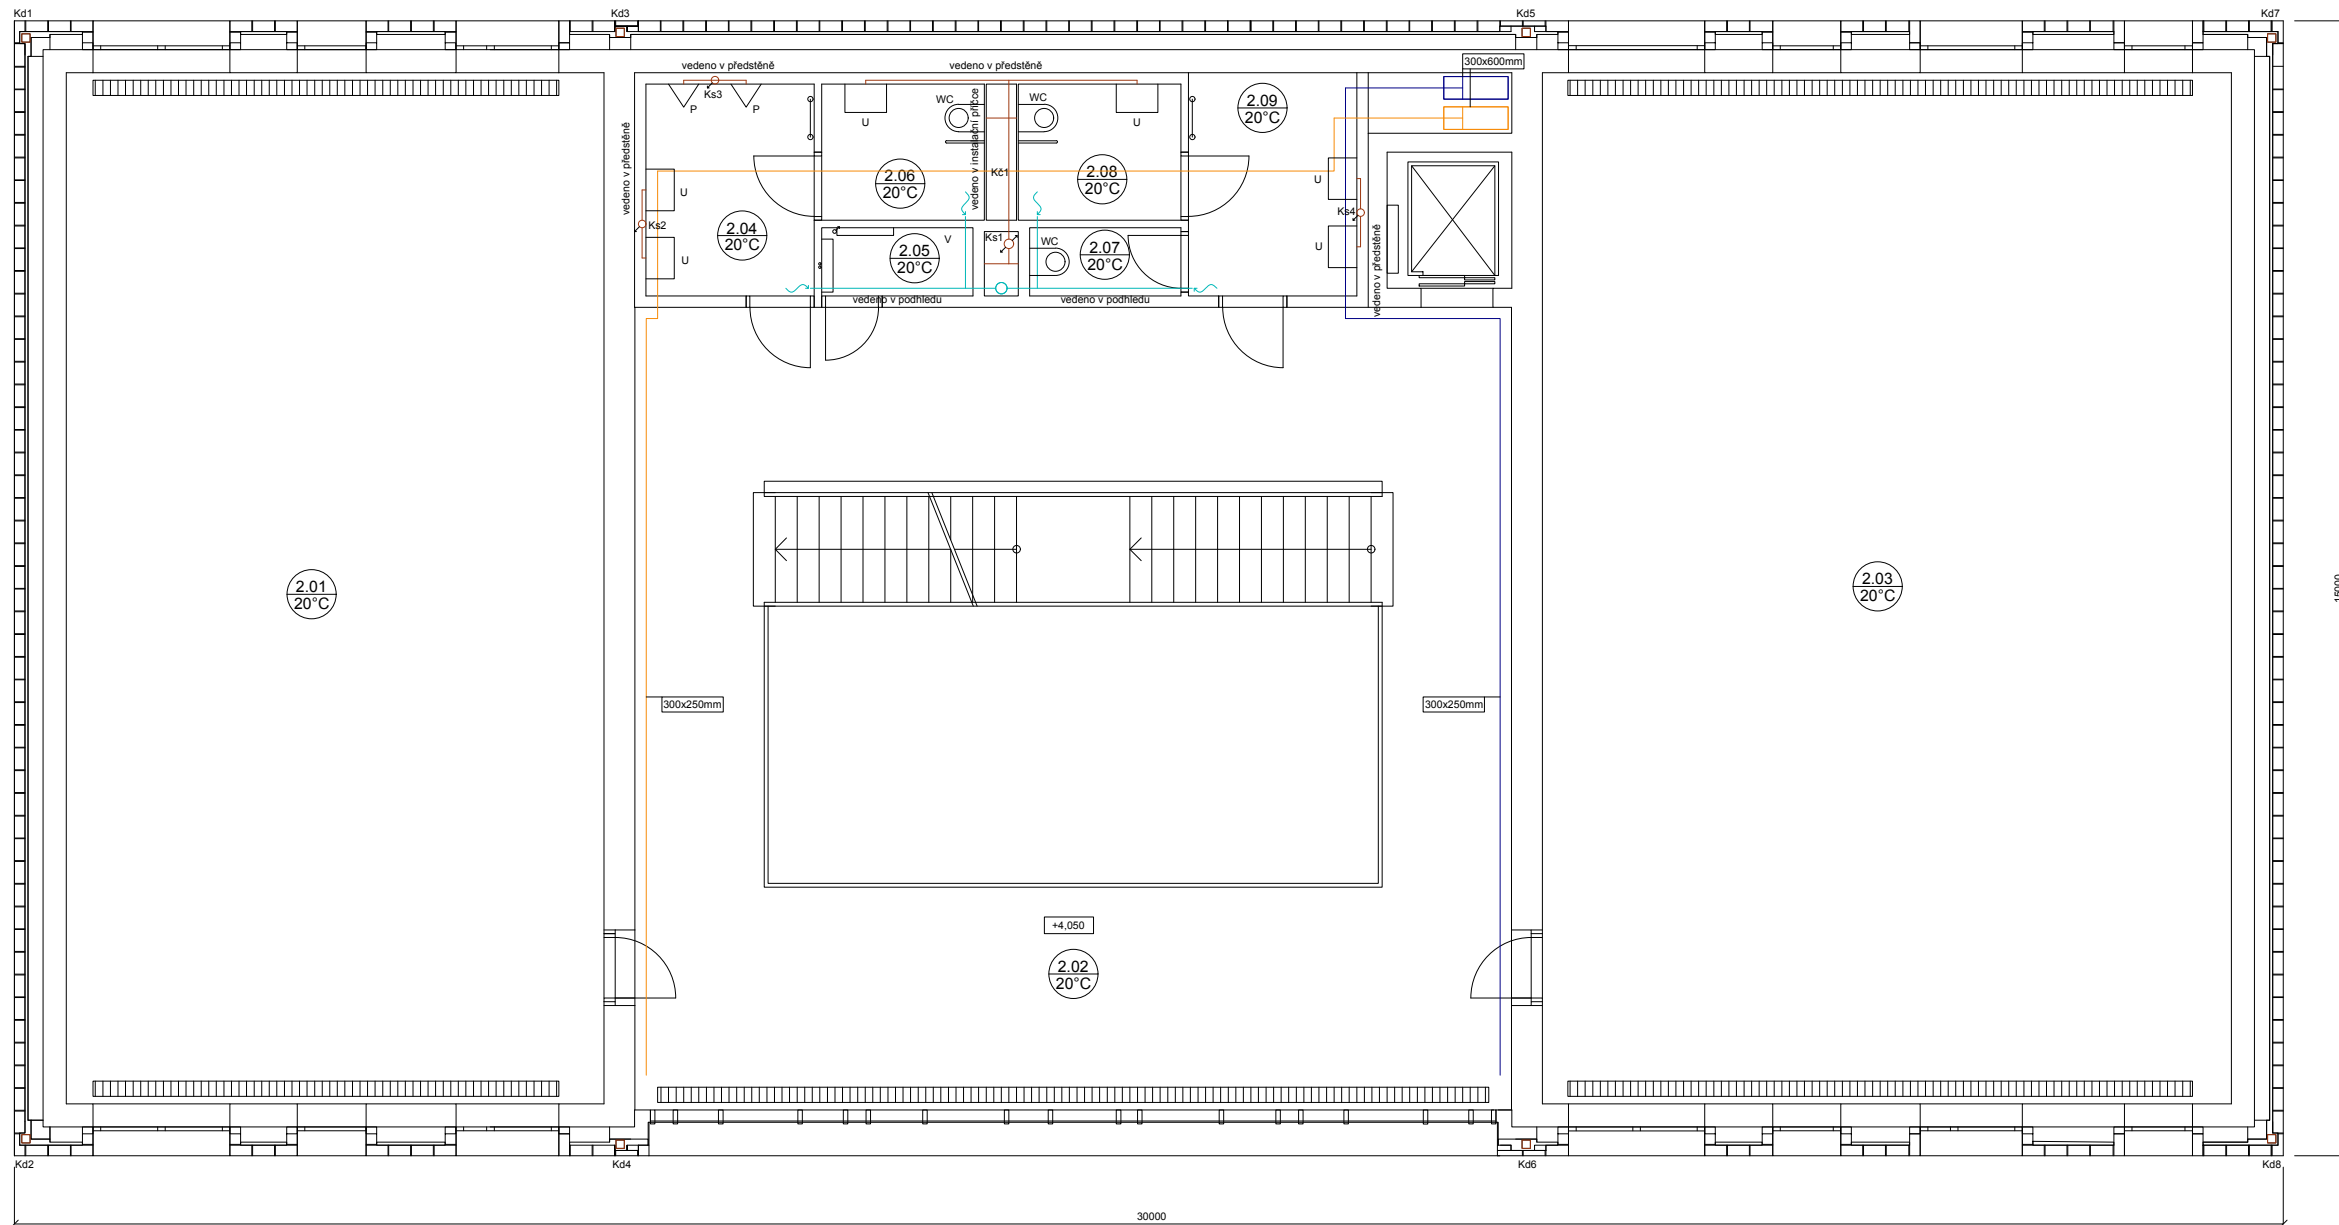 Kd1
Kd3
Kd5
Kd7
vedeno v předstěně
vedeno v předstěně
300x600mm
Ks3
P
P
U
WC
WC
U
2.09
20°C
vedeno v předstěně
vedeno v instalační příčce
Kč1
2.06
20°C
2.08
20°C
U
U
Ks2
U
2.04
20°C
V
2.05
20°C
Ks1
WC
2.07
20°C
Ks4
U
vedeno v předstěně
vedeno v podhledu
vedeno v podhledu
2.01
20°C
2.03
20°C
15000
300x250mm
300x250mm
+4,050
2.02
20°C
Kd2
Kd4
Kd6
Kd8
30000